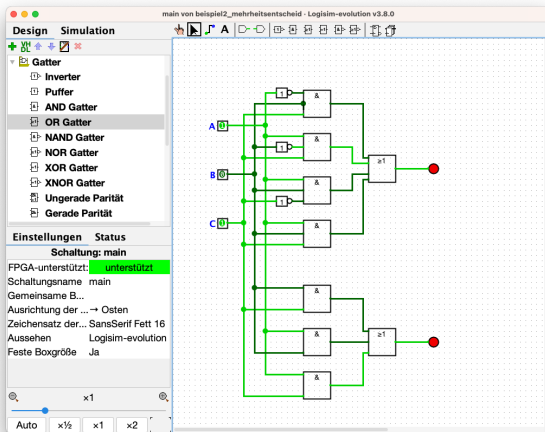 main von beispiel2_mehrheitsentscheid - Logisim-evolution v3.8.0
Design Simulation
A
Gatter
Inverter
Puffer
AND Gatter
OR Gatter
NAND Gatter
NOR Gatter
XOR Gatter
XNOR Gatter
Ungerade Parität
Gerade Parität
Einstellungen Status
Schaltung: main
FPGA-unterstützt: unterstützt
Schaltungsname main
Gemeinsame B...
Ausrichtung der ... → Osten
Zeichensatz der... SansSerif Fett 16
Aussehen Logisim-evolution
Feste Boxgröße Ja
×1
Auto ×½ ×1 ×2
1 &
A 1
1 &
≥1
B 0
&
1
C 1
&
&
&
≥1
&